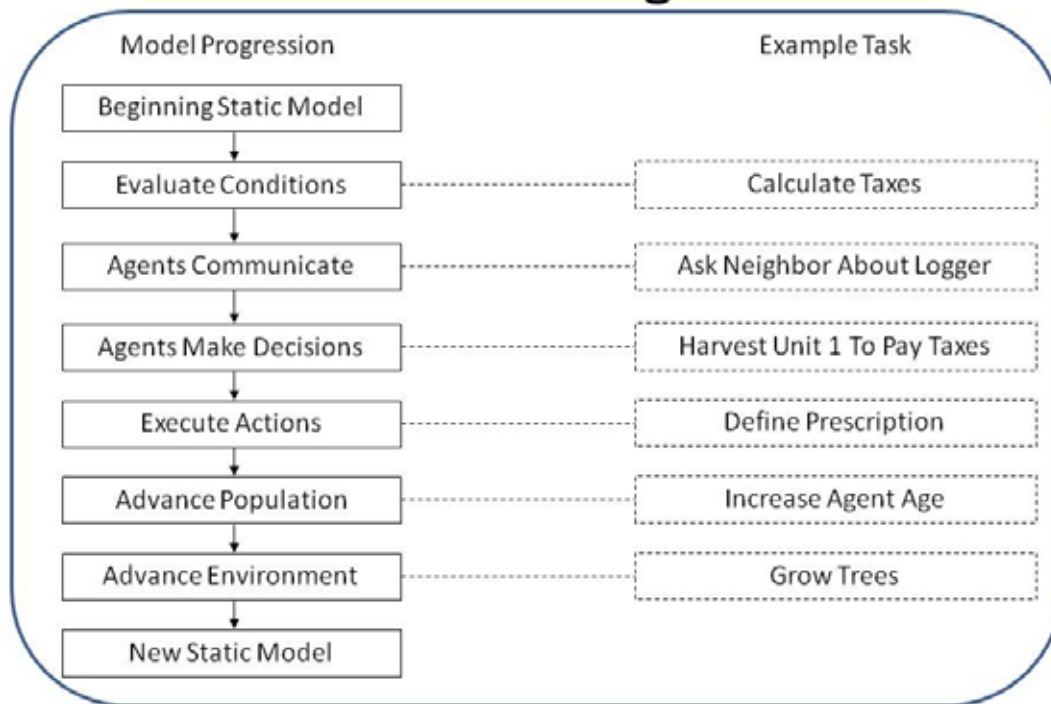 Model Progression Example Task
Beginning Static Model
Evaluate Conditions Calculate Taxes
Agents Communicate Ask Neighbor About Logger
Agents Make Decisions Harvest Unit 1 To Pay Taxes
Execute Actions Define Prescription
Advance Population Increase Agent Age
Advance Environment Grow Trees
New Static Model